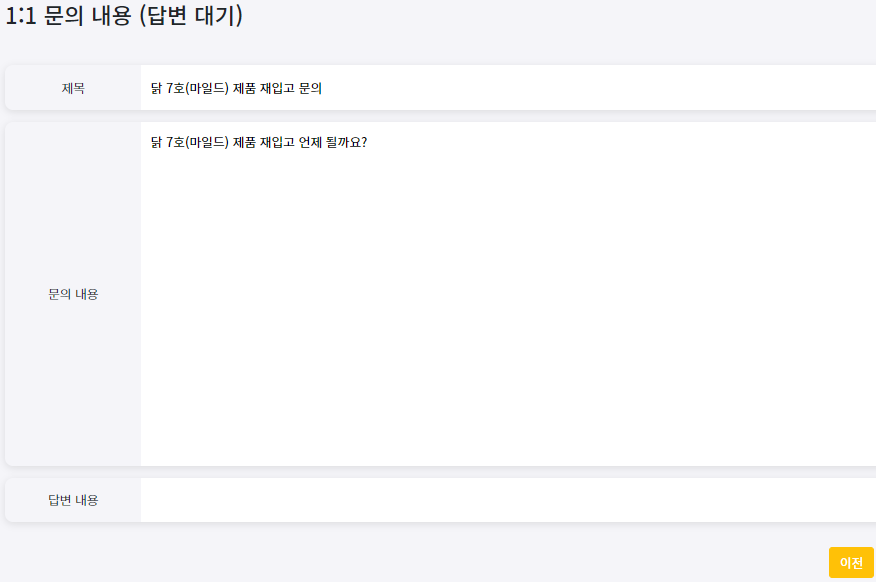 1:1 문의 내용 (답변 대기)
제목
닭 7호(마일드) 제품 재입고 문의
문의 내용
닭 7호(마일드) 제품 재입고 언제 될까요?
답변 내용
이전